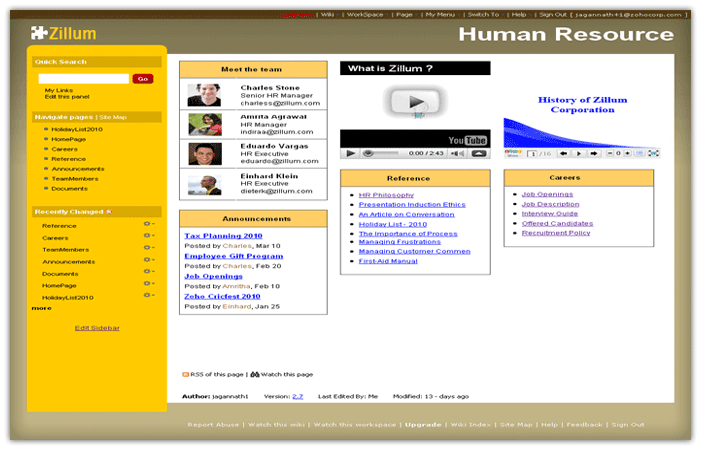 | Wiki | WorkSpace | Page | My Menu | Switch To | Help | Sign Out [ jagannath41@zohocorp.com ]
Zillum
Human Resource
Quick Search
Go
My Links
Edit this panel
Navigate pages | Site Map
HolidayList2010
HomePage
Careers
Reference
Announcements
TeamMembers
Documents
Recently Changed
Reference
Careers
TeamMembers
Announcements
Documents
HomePage
HolidayList2010
more
Edit Sidebar
Meet the team
Charles Stone
Senior HR Manager
charless@zillum.com
Amrita Agrawal
HR Manager
indiraa@zillum.com
Eduardo Vargas
HR Executive
eduardo@zillum.com
Einhard Klein
HR Executive
dieterk@zillum.com
Announcements
Tax Planning 2010
Posted by Charles, Mar 10
Employee Gift Program
Posted by Charles, Feb 20
Job Openings
Posted by Amritha, Feb 10
Zoho Cricfest 2010
Posted by Einhard, Jan 25
What is Zillum ?
YouTube
0:00 / 2:43
Reference
HR Philosophy
Presentation Induction Ethics
An Article on Conversation
Holiday List - 2010
The Importance of Process
Managing Frustrations
Managing Customer Commen
First-Aid Manual
History of Zillum
Corporation
1 / 16
0
Careers
Job Openings
Job Description
Interview Guide
Offered Candidates
Recruitment Policy
RSS of this page | Watch this page
Author: jagannath1 Version: 2.7 Last Edited By: Me Modified: 13 - days ago
Report Abuse | Watch this wiki | Watch this workspace | Upgrade | Wiki Index | Site Map | Help | Feedback | Sign Out